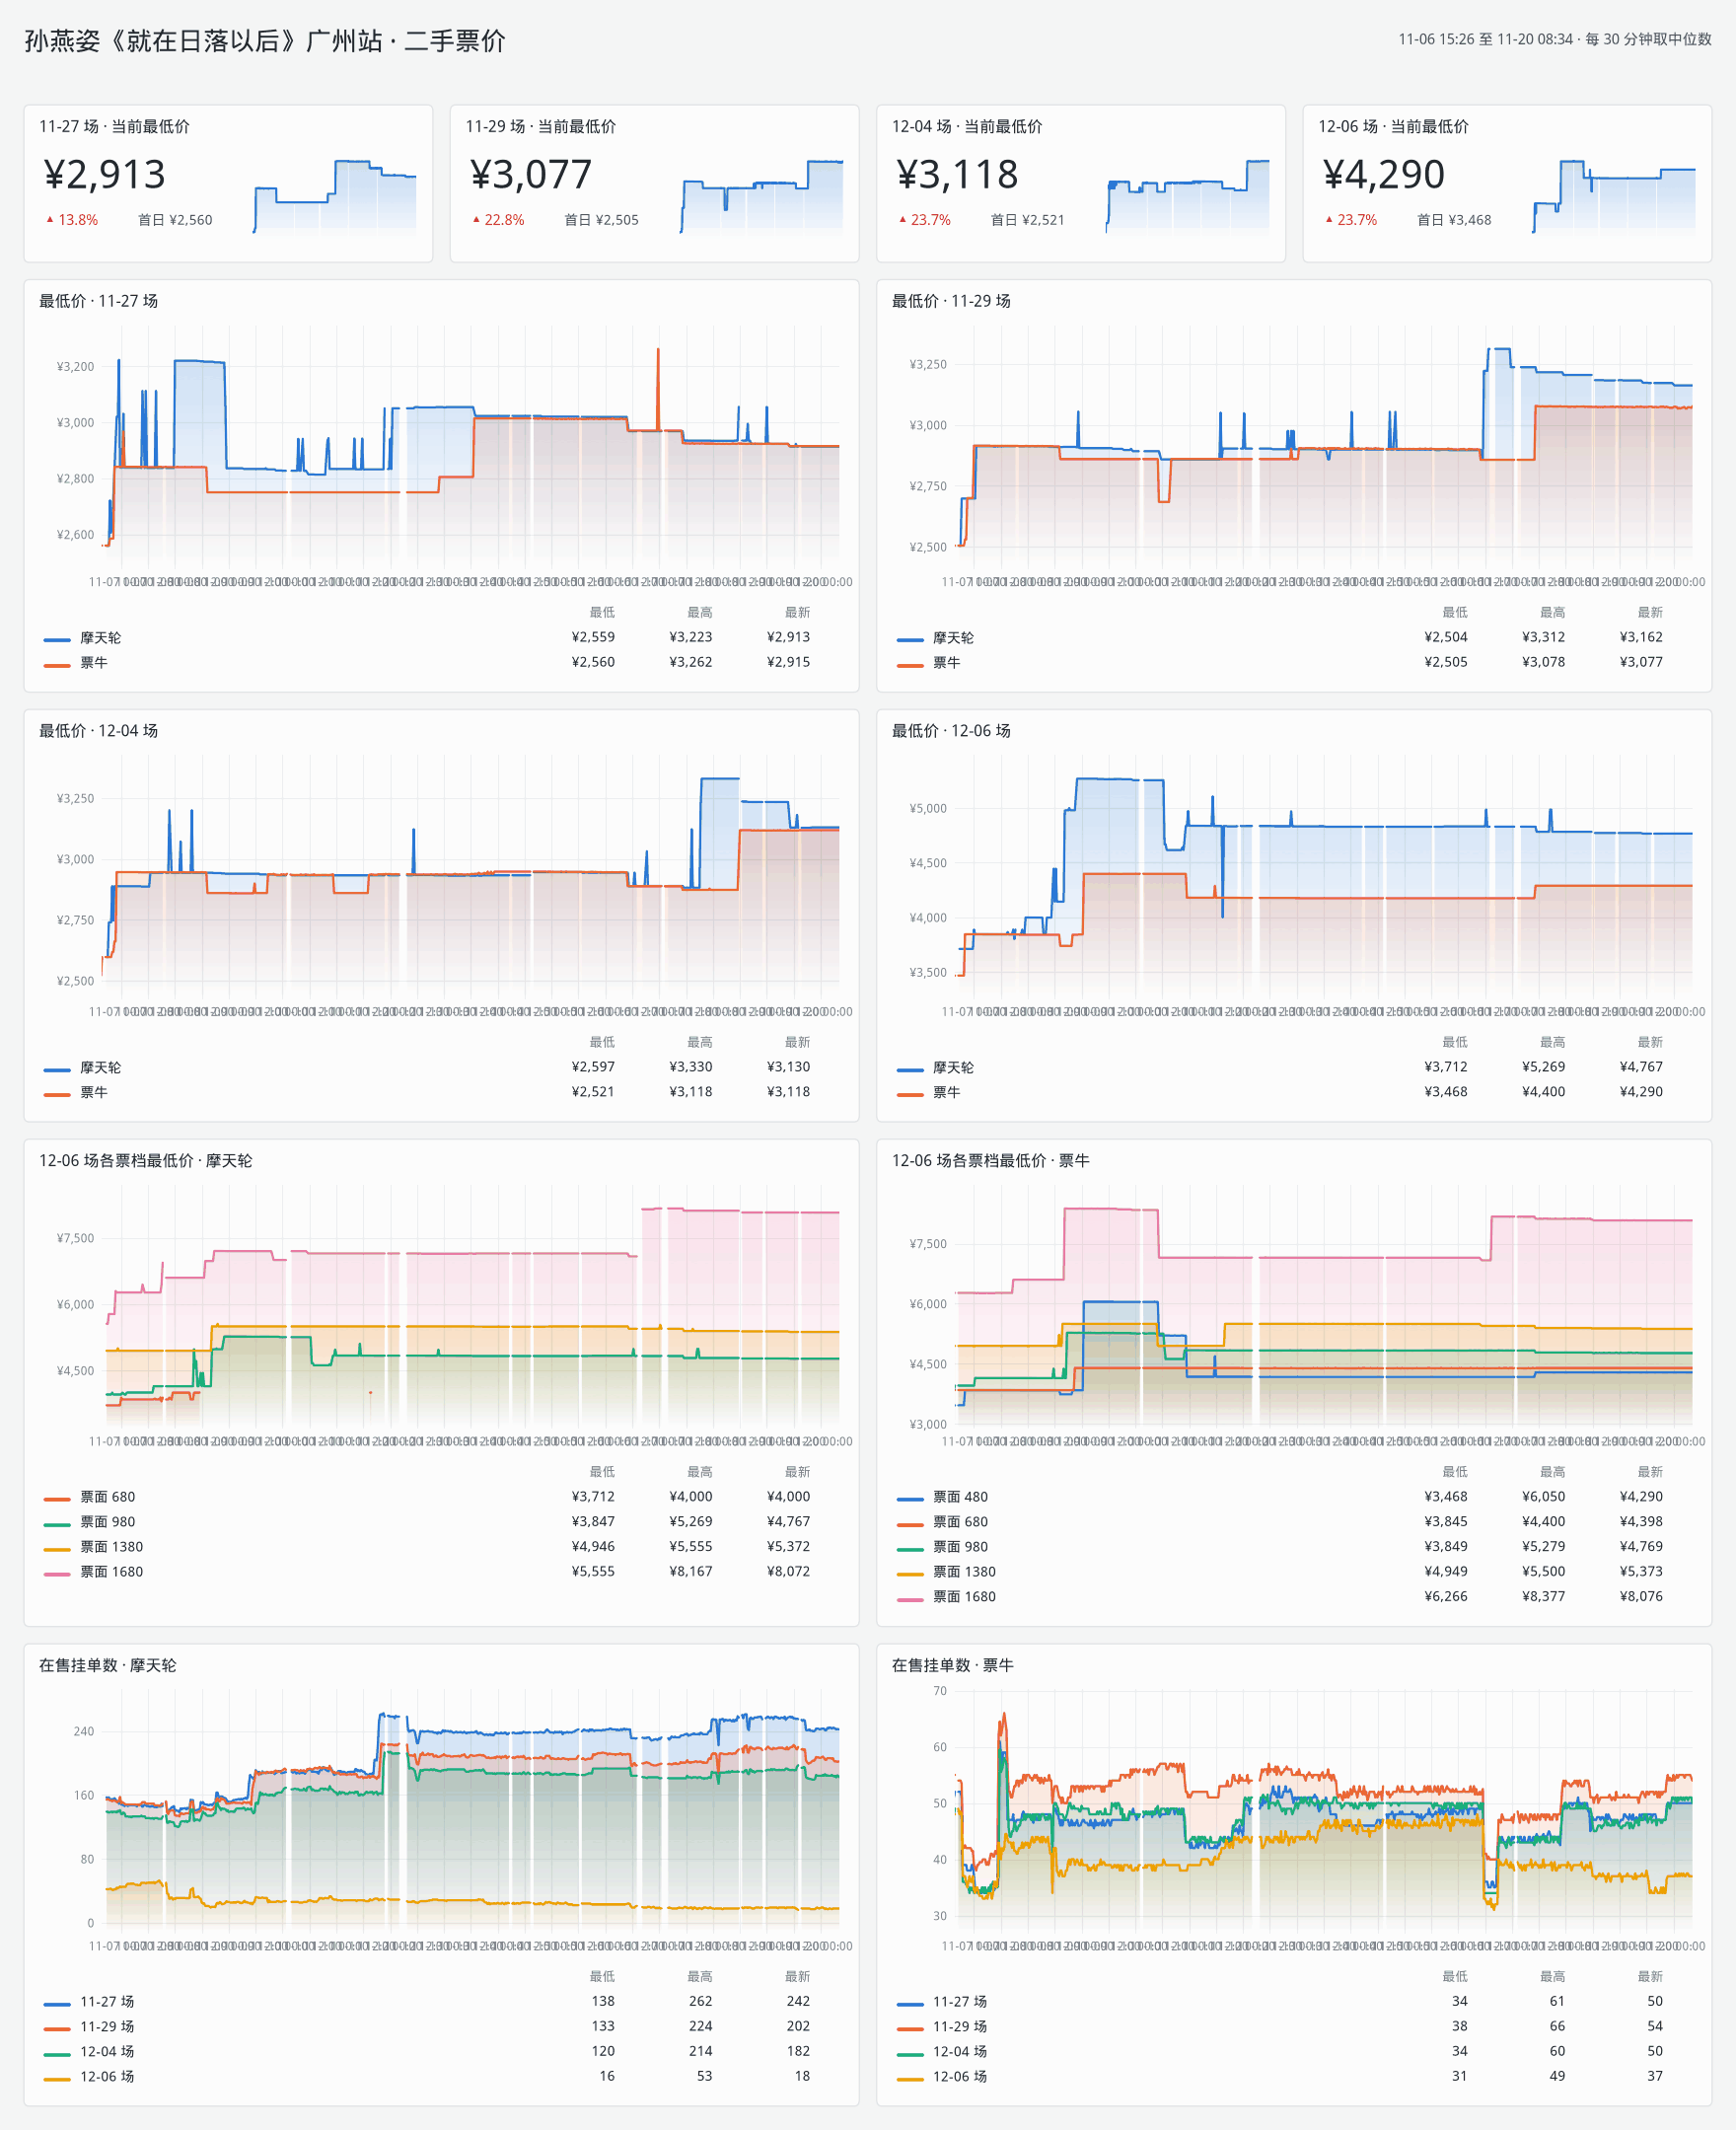 孙燕姿《就在日落以后》广州站 · 二手票价
11-06 15:26 至 11-20 08:34 · 每 30 分钟取中位数
11-27 场 · 当前最低价
¥2,913
▲ 13.8% 首日 ¥2,560
11-29 场 · 当前最低价
¥3,077
▲ 22.8% 首日 ¥2,505
12-04 场 · 当前最低价
¥3,118
▲ 23.7% 首日 ¥2,521
12-06 场 · 当前最低价
¥4,290
▲ 23.7% 首日 ¥3,468
最低价 · 11-27 场
¥3,200
¥3,000
¥2,800
¥2,600
最低 最高 最新
摩天轮 ¥2,559 ¥3,223 ¥2,913
票牛 ¥2,560 ¥3,262 ¥2,915
最低价 · 11-29 场
¥3,250
¥3,000
¥2,750
¥2,500
最低 最高 最新
摩天轮 ¥2,504 ¥3,312 ¥3,162
票牛 ¥2,505 ¥3,078 ¥3,077
最低价 · 12-04 场
¥3,250
¥3,000
¥2,750
¥2,500
最低 最高 最新
摩天轮 ¥2,597 ¥3,330 ¥3,130
票牛 ¥2,521 ¥3,118 ¥3,118
最低价 · 12-06 场
¥5,000
¥4,500
¥4,000
¥3,500
最低 最高 最新
摩天轮 ¥3,712 ¥5,269 ¥4,767
票牛 ¥3,468 ¥4,400 ¥4,290
12-06 场各票档最低价 · 摩天轮
¥7,500
¥6,000
¥4,500
最低 最高 最新
票面 680 ¥3,712 ¥4,000 ¥4,000
票面 980 ¥3,847 ¥5,269 ¥4,767
票面 1380 ¥4,946 ¥5,555 ¥5,372
票面 1680 ¥5,555 ¥8,167 ¥8,072
12-06 场各票档最低价 · 票牛
¥7,500
¥6,000
¥4,500
¥3,000
最低 最高 最新
票面 480 ¥3,468 ¥6,050 ¥4,290
票面 680 ¥3,845 ¥4,400 ¥4,398
票面 980 ¥3,849 ¥5,279 ¥4,769
票面 1380 ¥4,949 ¥5,500 ¥5,373
票面 1680 ¥6,266 ¥8,377 ¥8,076
在售挂单数 · 摩天轮
240
160
80
0
最低 最高 最新
11-27 场 138 262 242
11-29 场 133 224 202
12-04 场 120 214 182
12-06 场 16 53 18
在售挂单数 · 票牛
70
60
50
40
30
最低 最高 最新
11-27 场 34 61 50
11-29 场 38 66 54
12-04 场 34 60 50
12-06 场 31 49 37